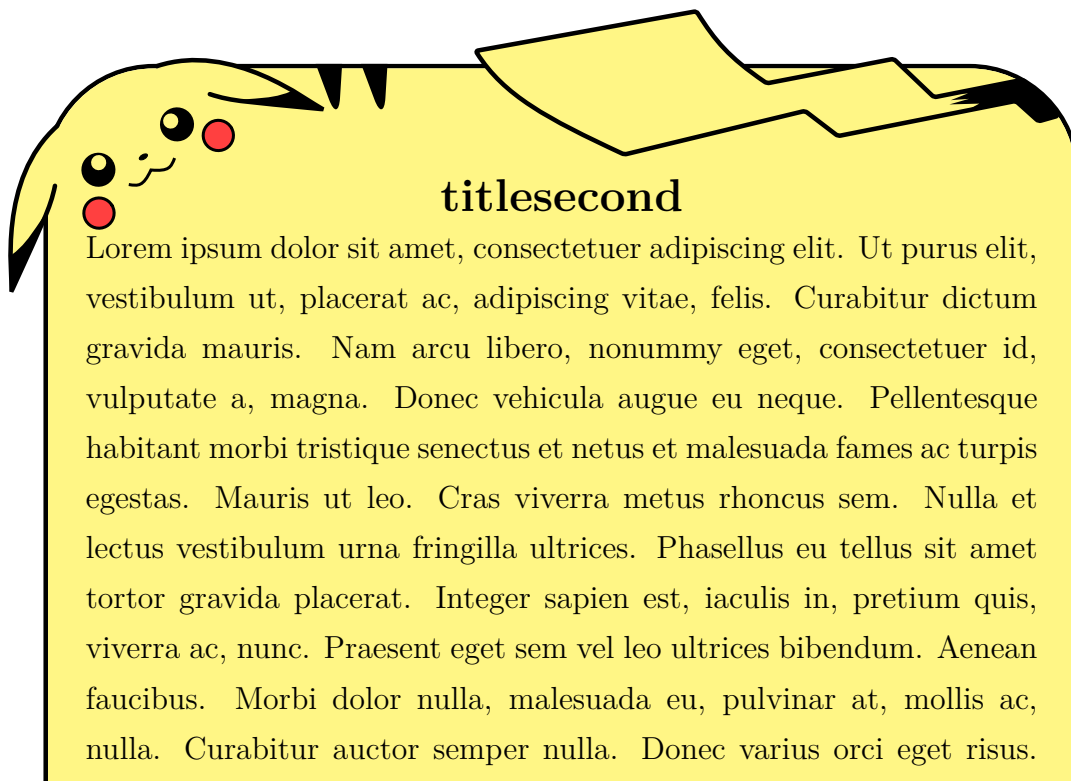 titlesecond
Lorem ipsum dolor sit amet, consectetuer adipiscing elit. Ut purus elit,
vestibulum ut, placerat ac, adipiscing vitae, felis. Curabitur dictum
gravida mauris. Nam arcu libero, nonummy eget, consectetuer id,
vulputate a, magna. Donec vehicula augue eu neque. Pellentesque
habitant morbi tristique senectus et netus et malesuada fames ac turpis
egestas. Mauris ut leo. Cras viverra metus rhoncus sem. Nulla et
lectus vestibulum urna fringilla ultrices. Phasellus eu tellus sit amet
tortor gravida placerat. Integer sapien est, iaculis in, pretium quis,
viverra ac, nunc. Praesent eget sem vel leo ultrices bibendum. Aenean
faucibus. Morbi dolor nulla, malesuada eu, pulvinar at, mollis ac,
nulla. Curabitur auctor semper nulla. Donec varius orci eget risus.